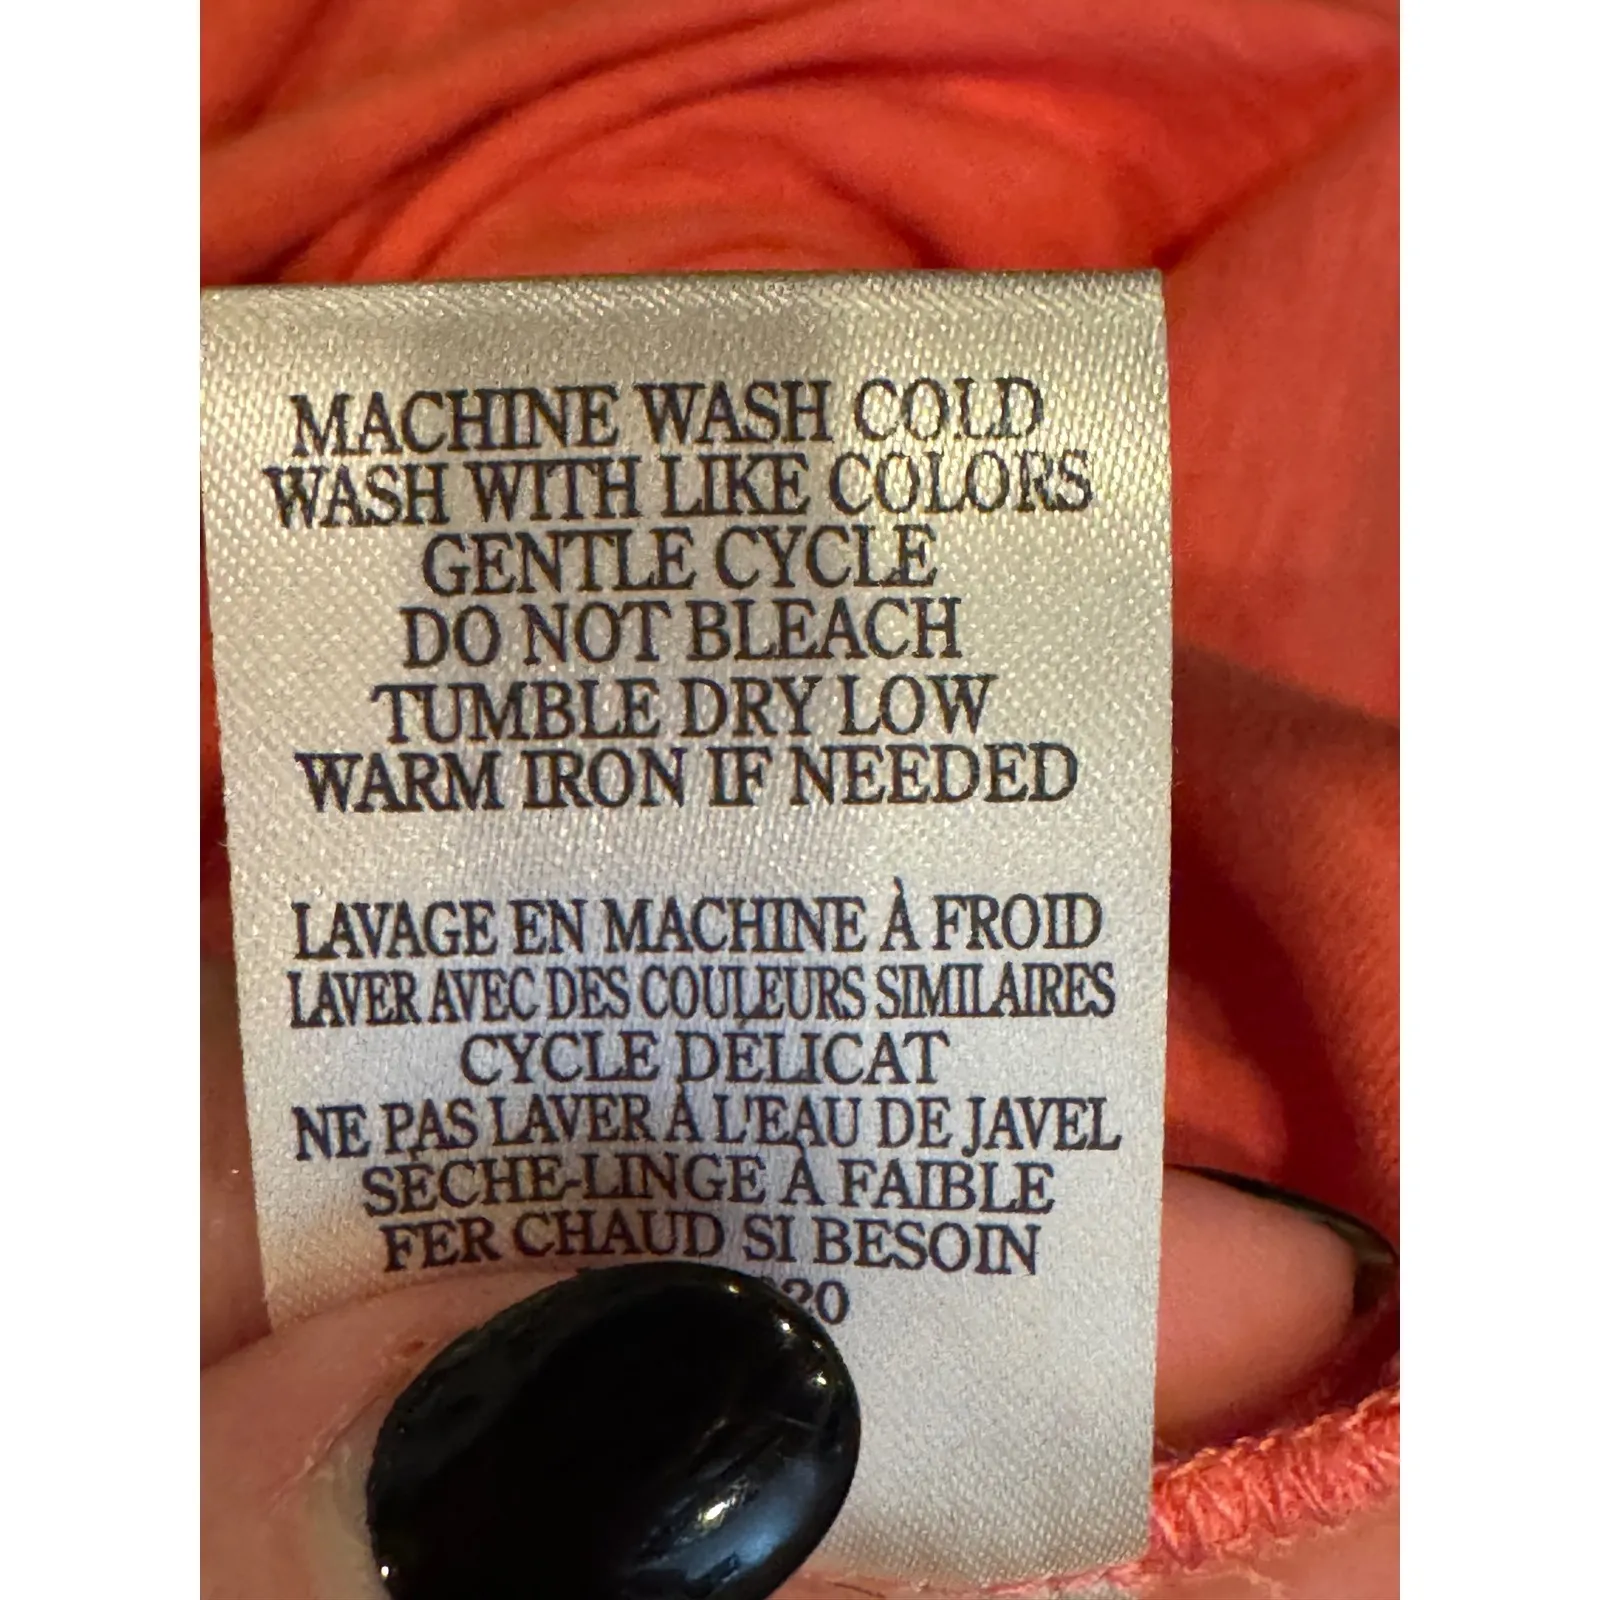 MACHINE WASH COLD
WASH WITH LIKE COLORS
GENTLE CYCLE
DO NOT BLEACH
TUMBLE DRY LOW
WARM IRON IF NEEDED
LAVAGE EN MACHINE À FROID
LAVER AVEC DES COULEURS SIMILAIRES
CYCLE DÉLICAT
NE PAS LAVER À L'EAU DE JAVEL
SÉCHE-LINGE À FAIBLE
FER CHAUD SI BESOIN